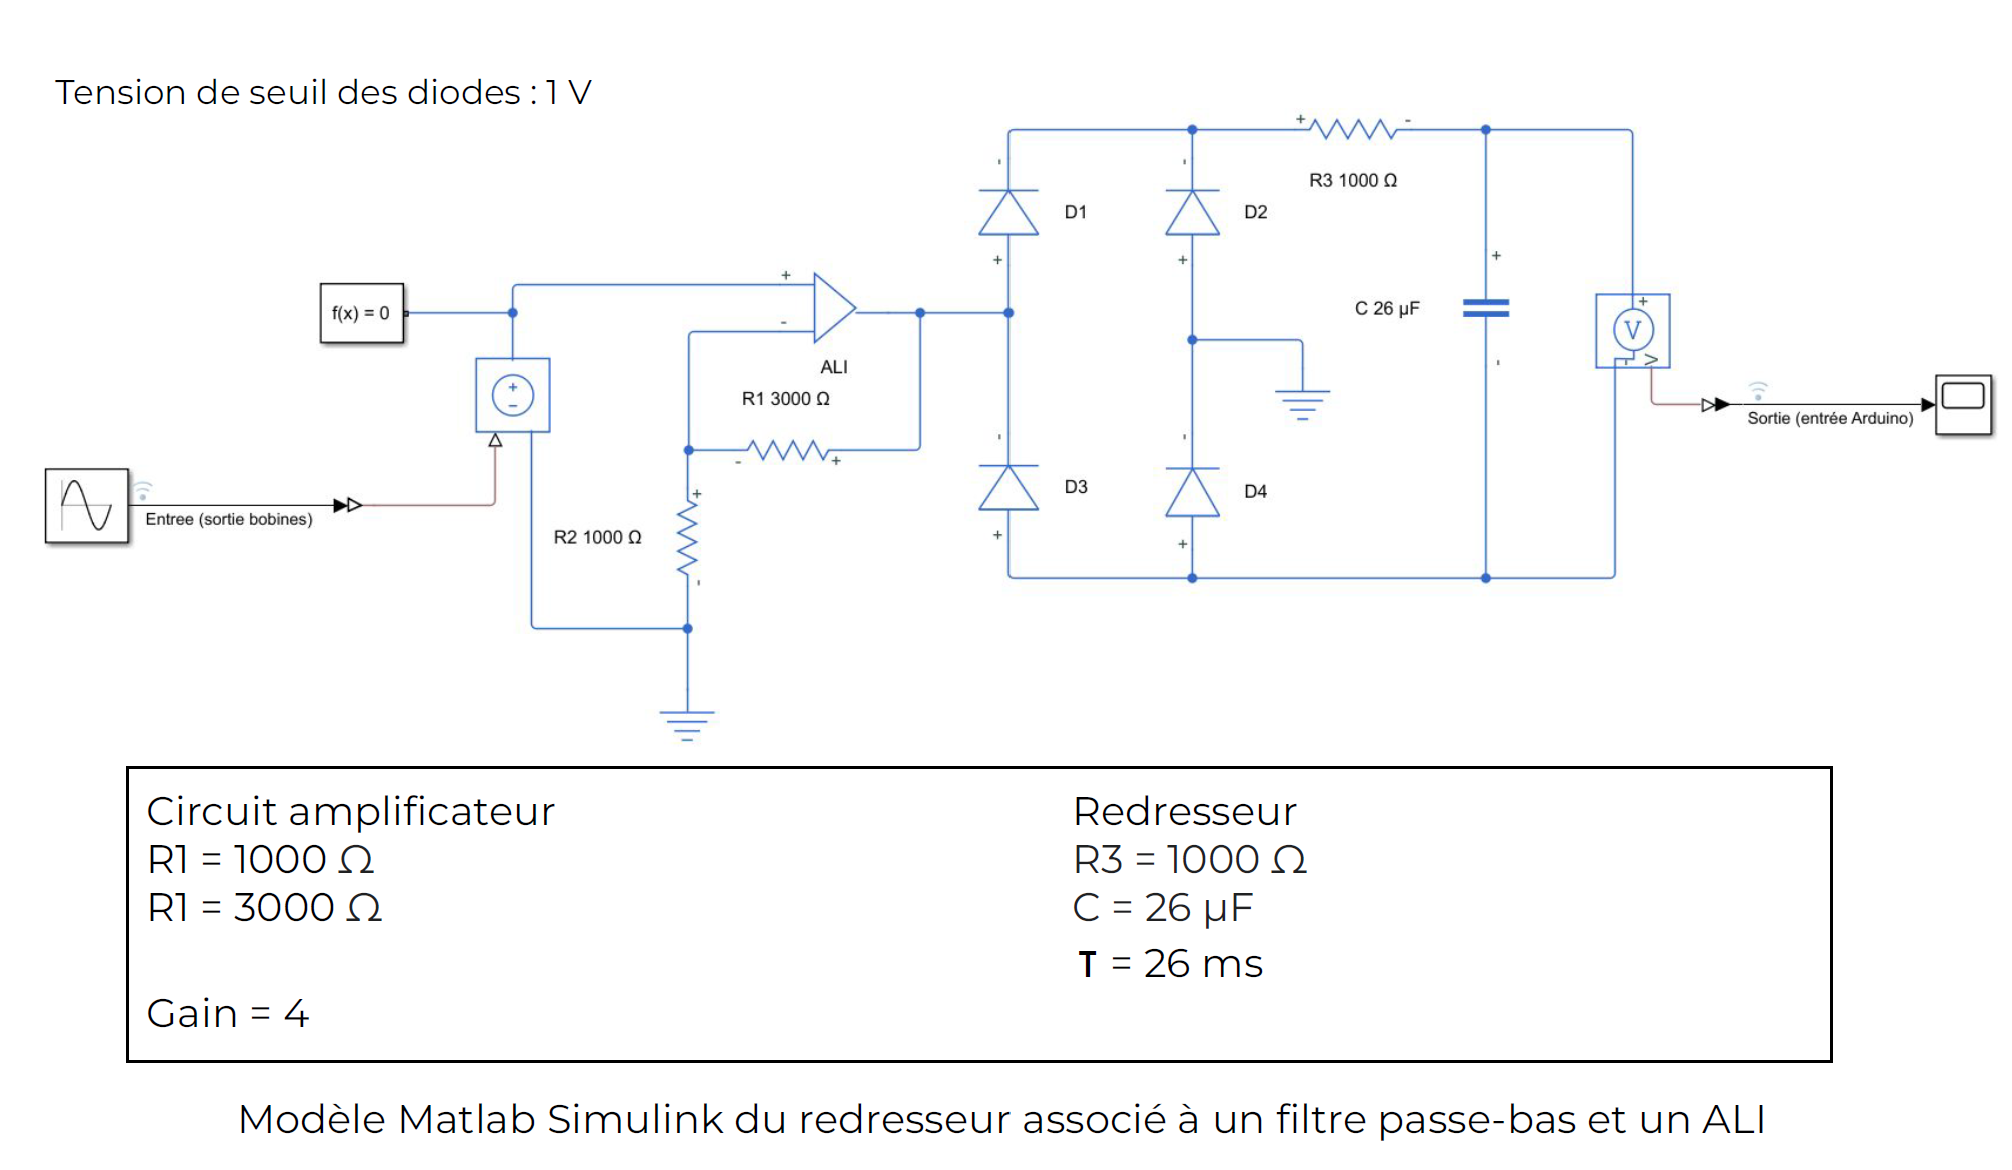 Tension de seuil des diodes : 1 V
+ -
R3 1000 Ω
- -
D1 D2
+ +
f(x) = 0
+
-
ALI
R1 3000 Ω
- +
+
-
+
R2 1000 Ω
-
Entree (sortie bobines)
- -
D3 D4
+ +
C 26 µF
+
-
+
V
-
V
Sortie (entrée Arduino)
Circuit amplificateur
R1 = 1000 Ω
R1 = 3000 Ω
Gain = 4
Redresseur
R3 = 1000 Ω
C = 26 µF
τ = 26 ms
Modèle Matlab Simulink du redresseur associé à un filtre passe-bas et un ALI